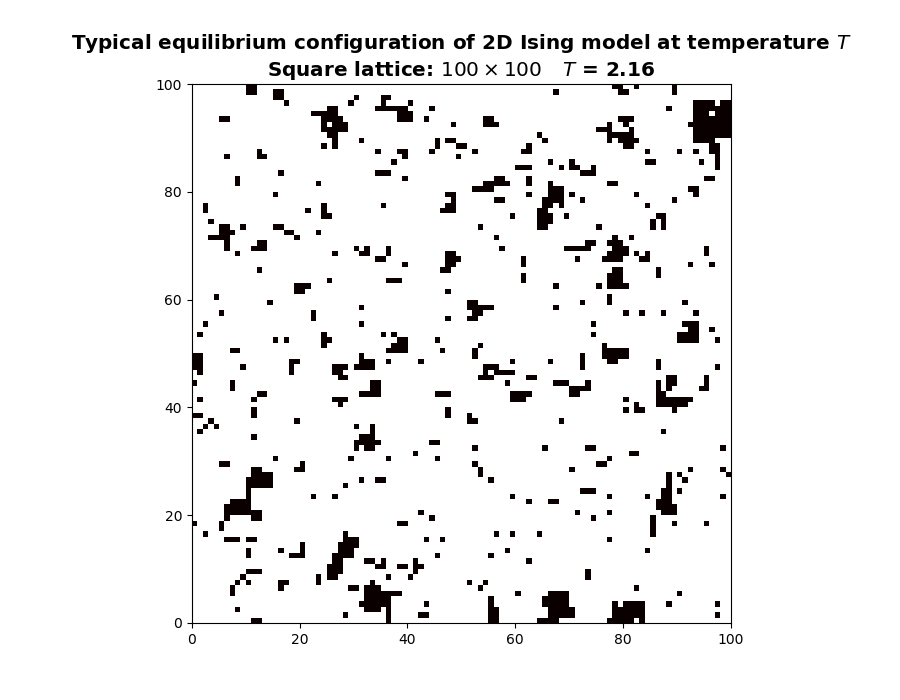 Typical equilibrium configuration of 2D Ising model at temperature T
Square lattice: 100 × 100 T = 2.16
100
80
60
40
20
0
0 20 40 60 80 100